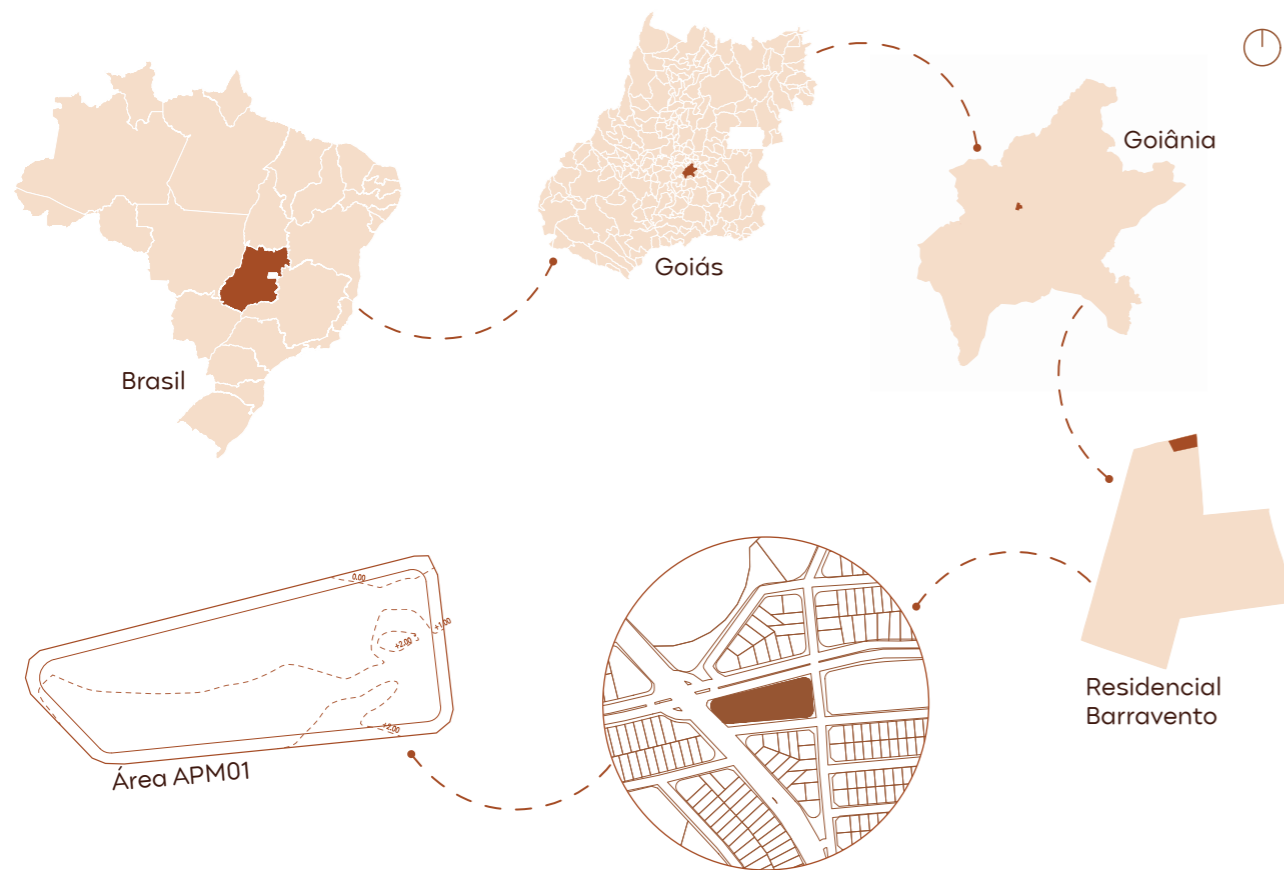 Brasil
Goiás
Goiânia
Residencial
Barravento
Área APM01
0.00
+1.00
+2.00
+2.00